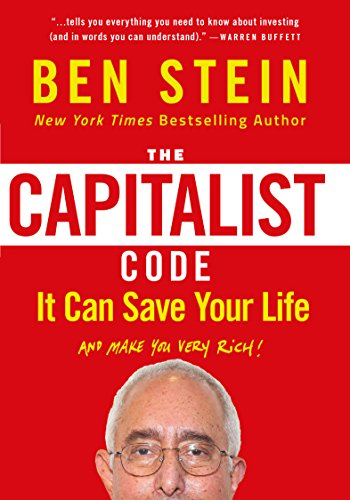 “...tells you everything you need to know about investing
(and in words you can understand).” —WARREN BUFFETT
BEN STEIN
New York Times Bestselling Author
THE
CAPITALIST
CODE
It Can Save Your Life
AND MAKE YOU VERY RICH!